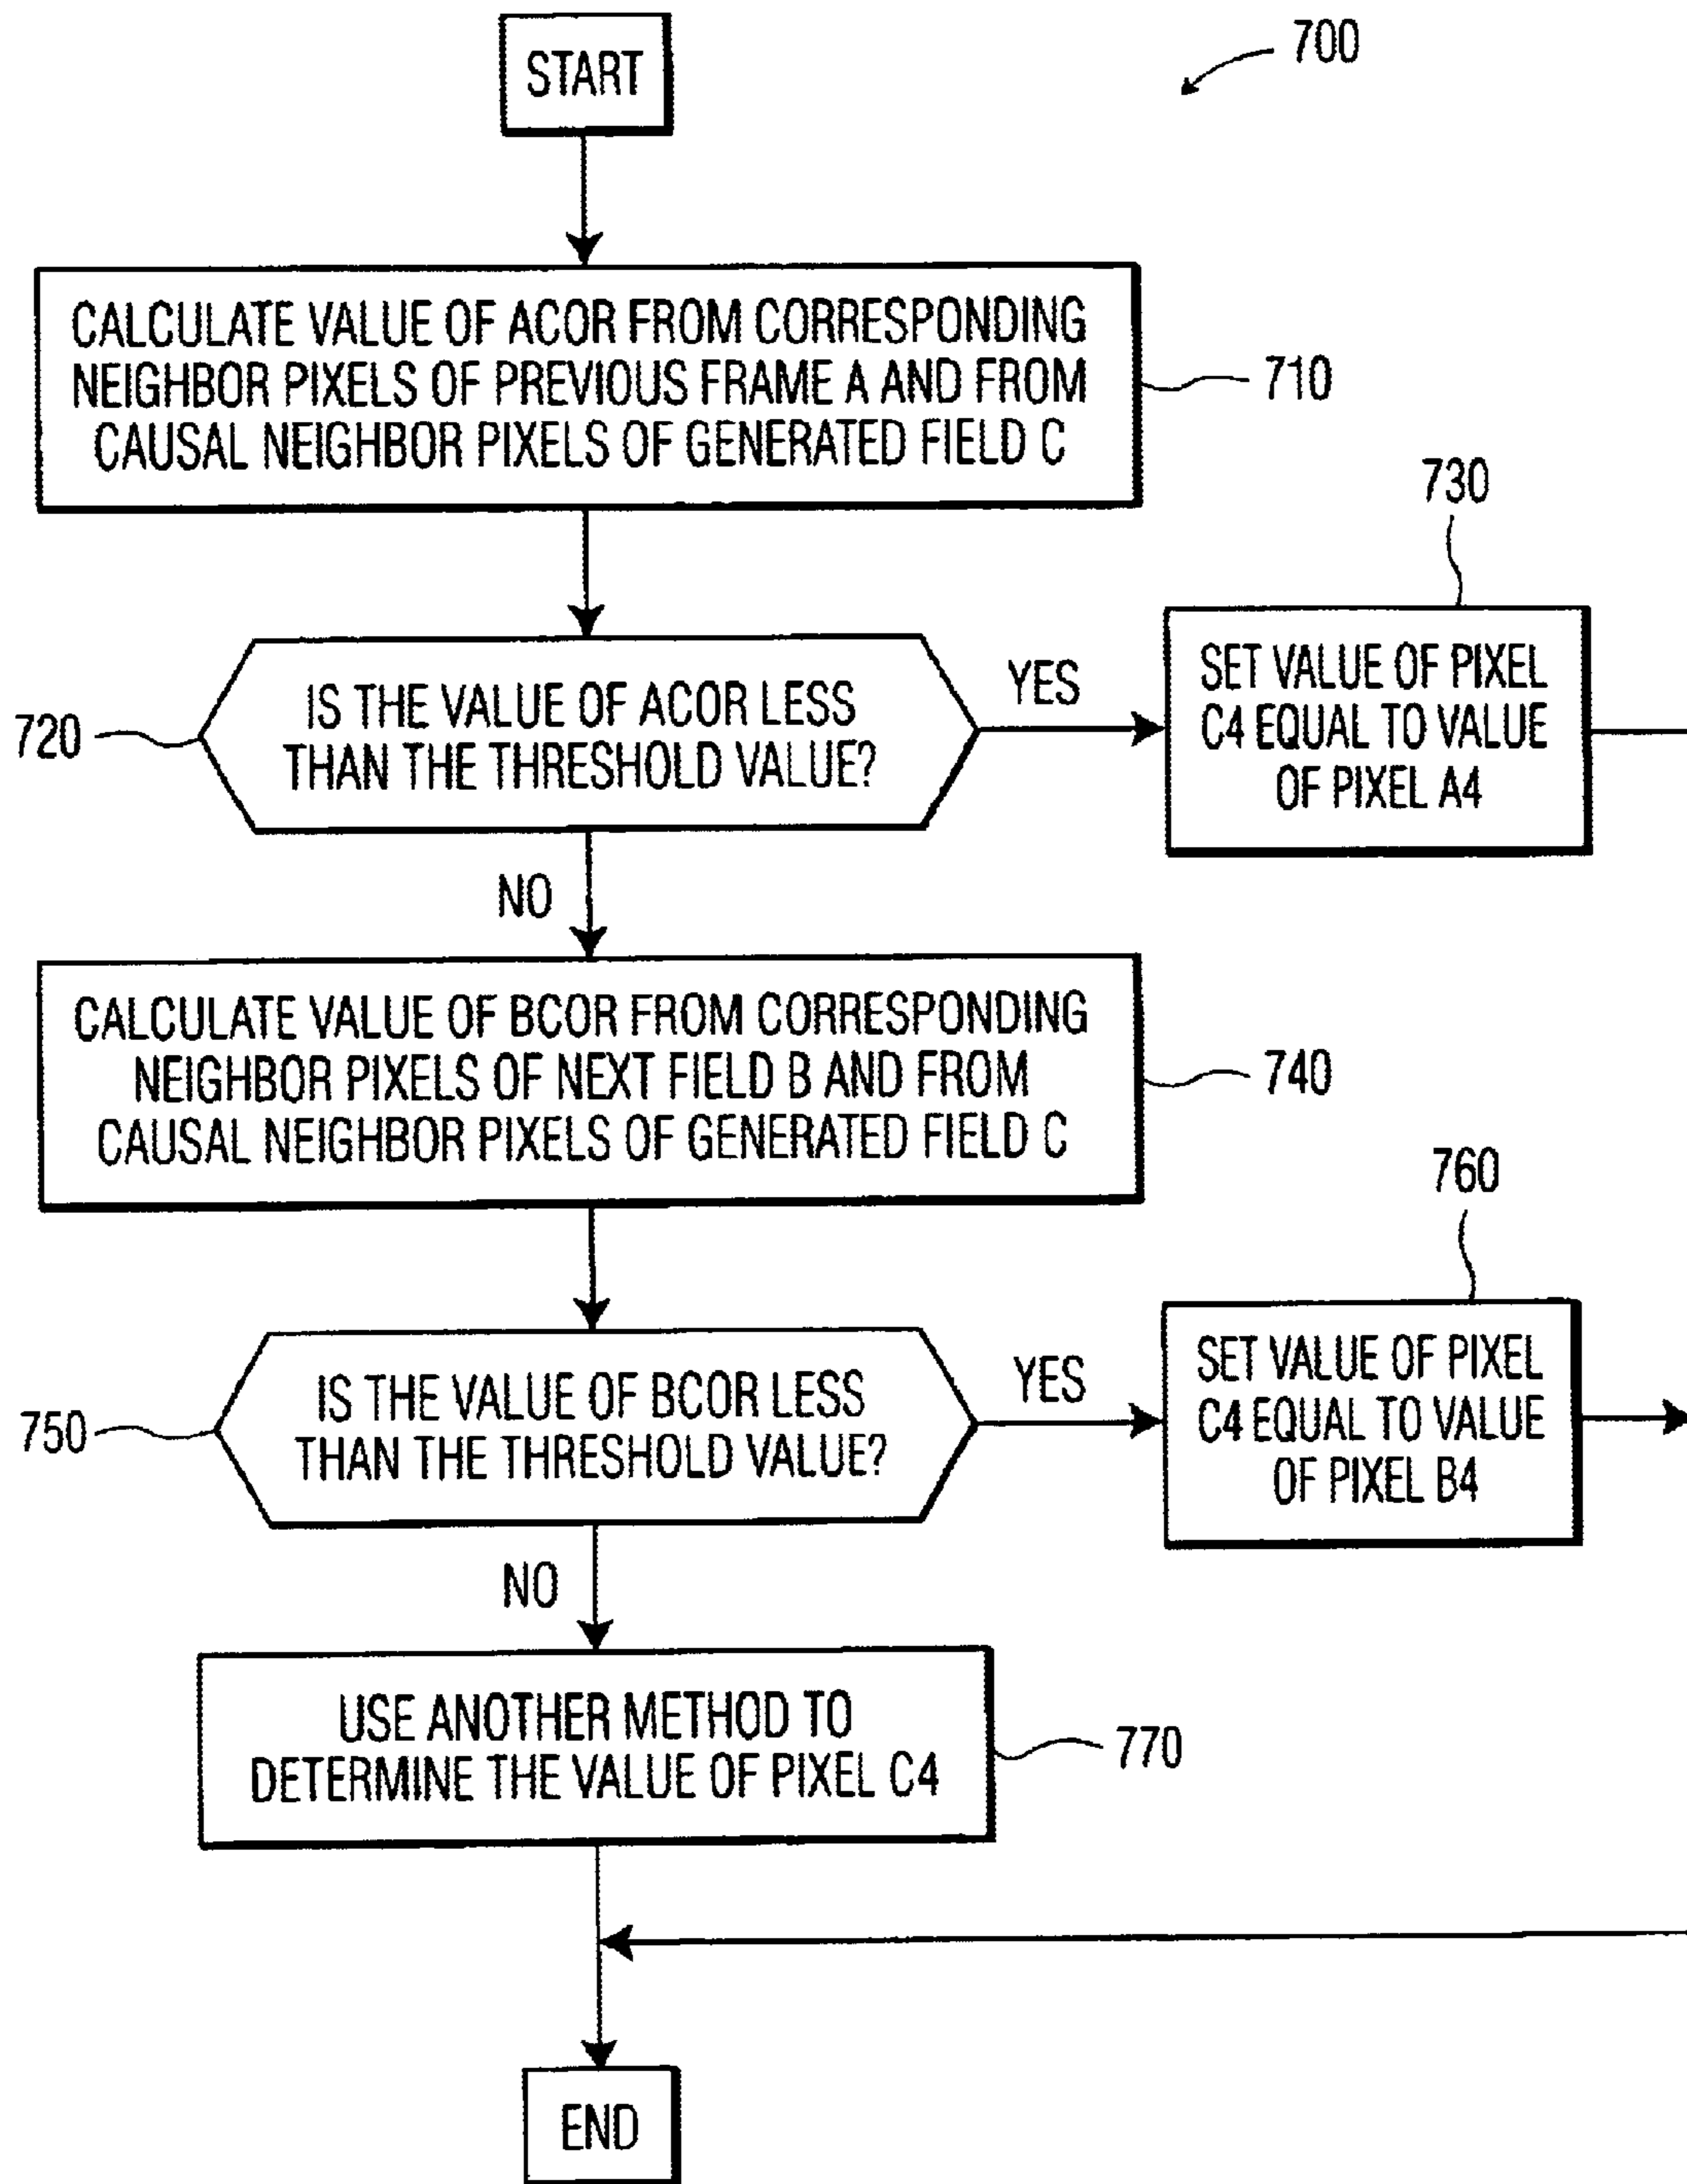 START
700
CALCULATE VALUE OF ACOR FROM CORRESPONDING
NEIGHBOR PIXELS OF PREVIOUS FRAME A AND FROM
CAUSAL NEIGHBOR PIXELS OF GENERATED FIELD C
710
730
720
IS THE VALUE OF ACOR LESS
THAN THE THRESHOLD VALUE?
YES
SET VALUE OF PIXEL
C4 EQUAL TO VALUE
OF PIXEL A4
NO
CALCULATE VALUE OF BCOR FROM CORRESPONDING
NEIGHBOR PIXELS OF NEXT FIELD B AND FROM
CAUSAL NEIGHBOR PIXELS OF GENERATED FIELD C
740
760
750
IS THE VALUE OF BCOR LESS
THAN THE THRESHOLD VALUE?
YES
SET VALUE OF PIXEL
C4 EQUAL TO VALUE
OF PIXEL B4
NO
USE ANOTHER METHOD TO
DETERMINE THE VALUE OF PIXEL C4
770
END